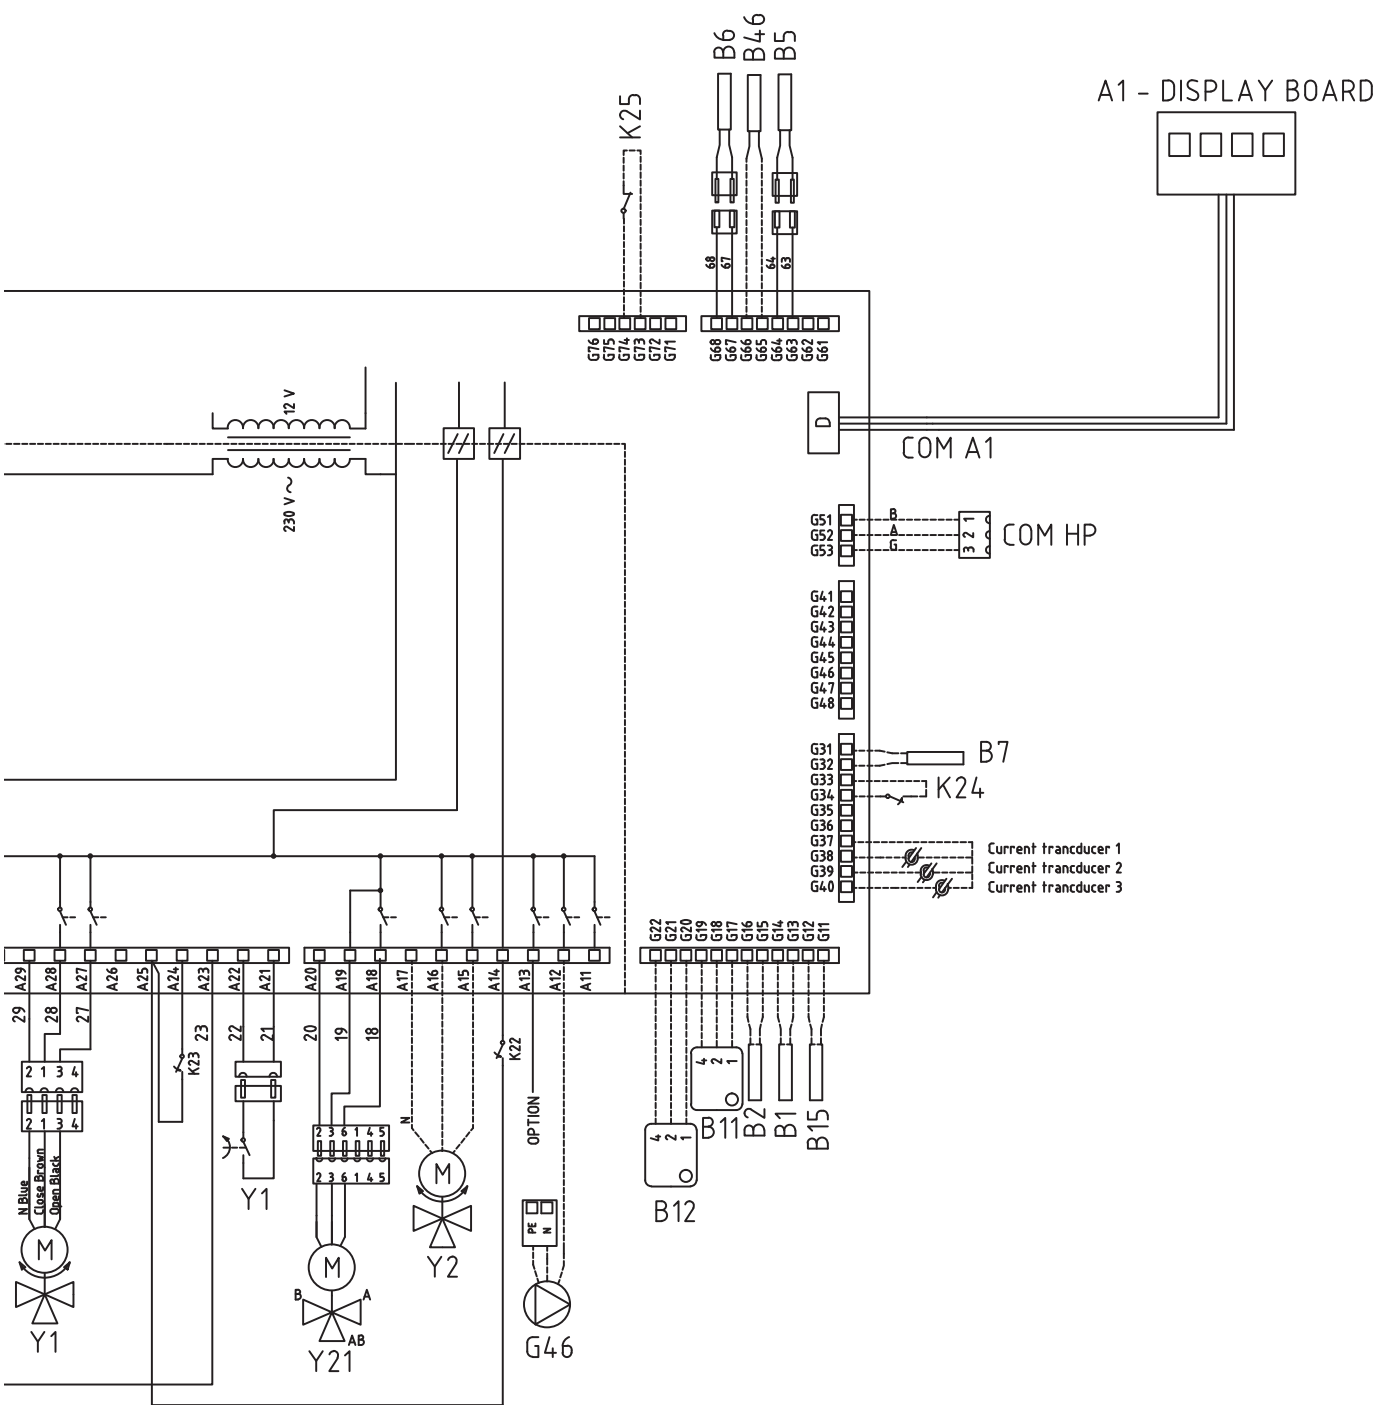 B6
B46
B5
K25
A1 - DISPLAY BOARD
68
67
64
63
G76
G75
G74
G73
G72
G71
G68
G67
G66
G65
G64
G63
G62
G61
12 V
230 V ~
D
COM A1
G51
G52
G53
B
A
G
1
2
3
COM HP
G41
G42
G43
G44
G45
G46
G47
G48
G31
G32
G33
G34
G35
G36
G37
G38
G39
G40
B7
K24
Current trancducer 1
Current trancducer 2
Current trancducer 3
G22
G21
G20
G19
G18
G17
G16
G15
G14
G13
G12
G11
A29
A28
A27
A26
A25
A24
A23
A22
A21
A20
A19
A18
A17
A16
A15
A14
A13
A12
A11
29
28
27
23
22
21
20
19
18
K23
K22
2 1 3 4
2 1 3 4
N Blue
Close Brown
Open Black
M
Y1
Y1
2 3 6 1 4 5
2 3 6 1 4 5
M
B
A
AB
Y21
N
M
Y2
OPTION
PE
N
G46
4 2 1
B11
4 2 1
B12
B2
B1
B15